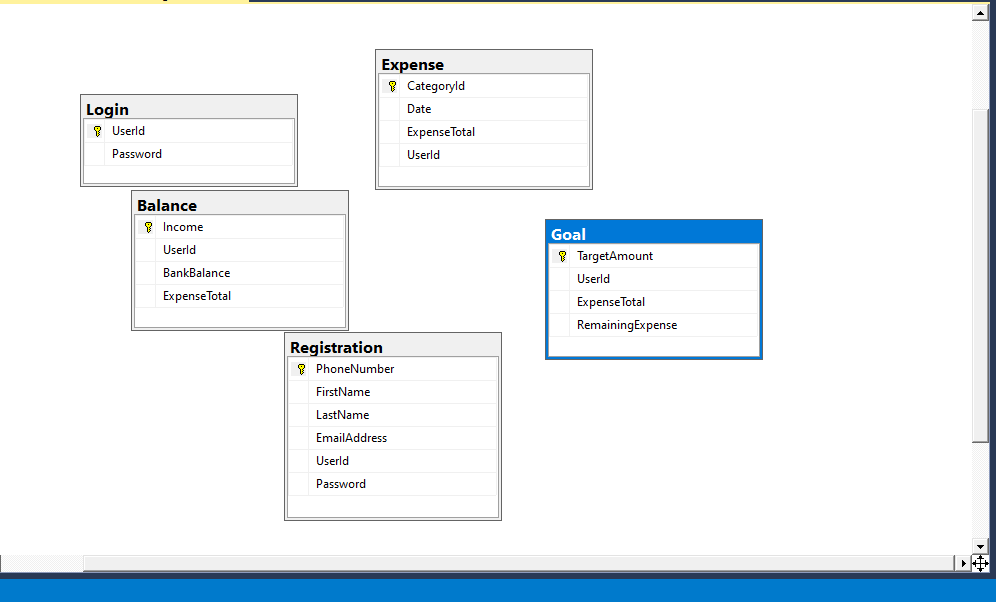 Login
UserId
Password
Expense
CategoryId
Date
ExpenseTotal
UserId
Balance
Income
UserId
BankBalance
ExpenseTotal
Goal
TargetAmount
UserId
ExpenseTotal
RemainingExpense
Registration
PhoneNumber
FirstName
LastName
EmailAddress
UserId
Password